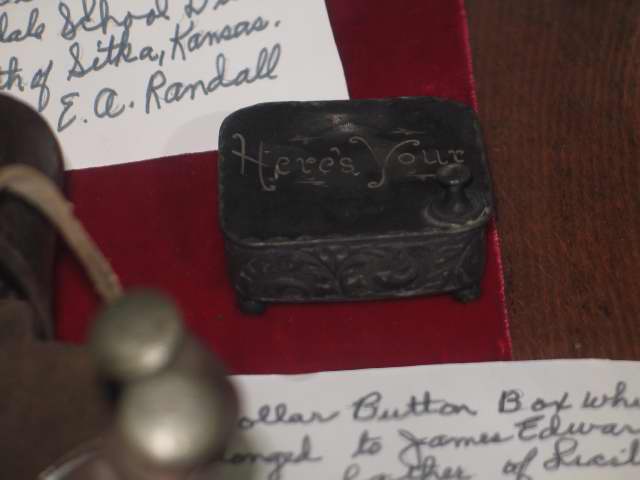 dale School
th of Sitka, Kansas.
E. A. Randall
Here's Your
ollar Button Box whi
onged to James Edwar
father of Lucil